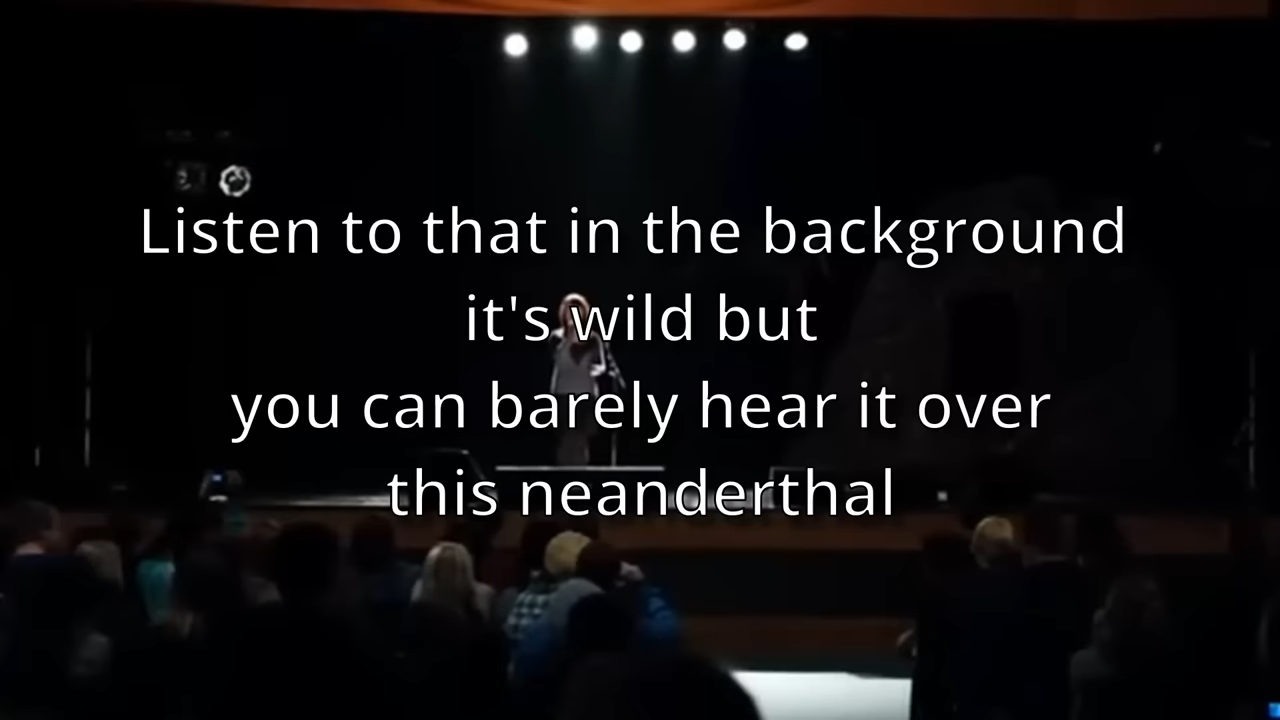 Listen to that in the background
it's wild but
you can barely hear it over
this neanderthal